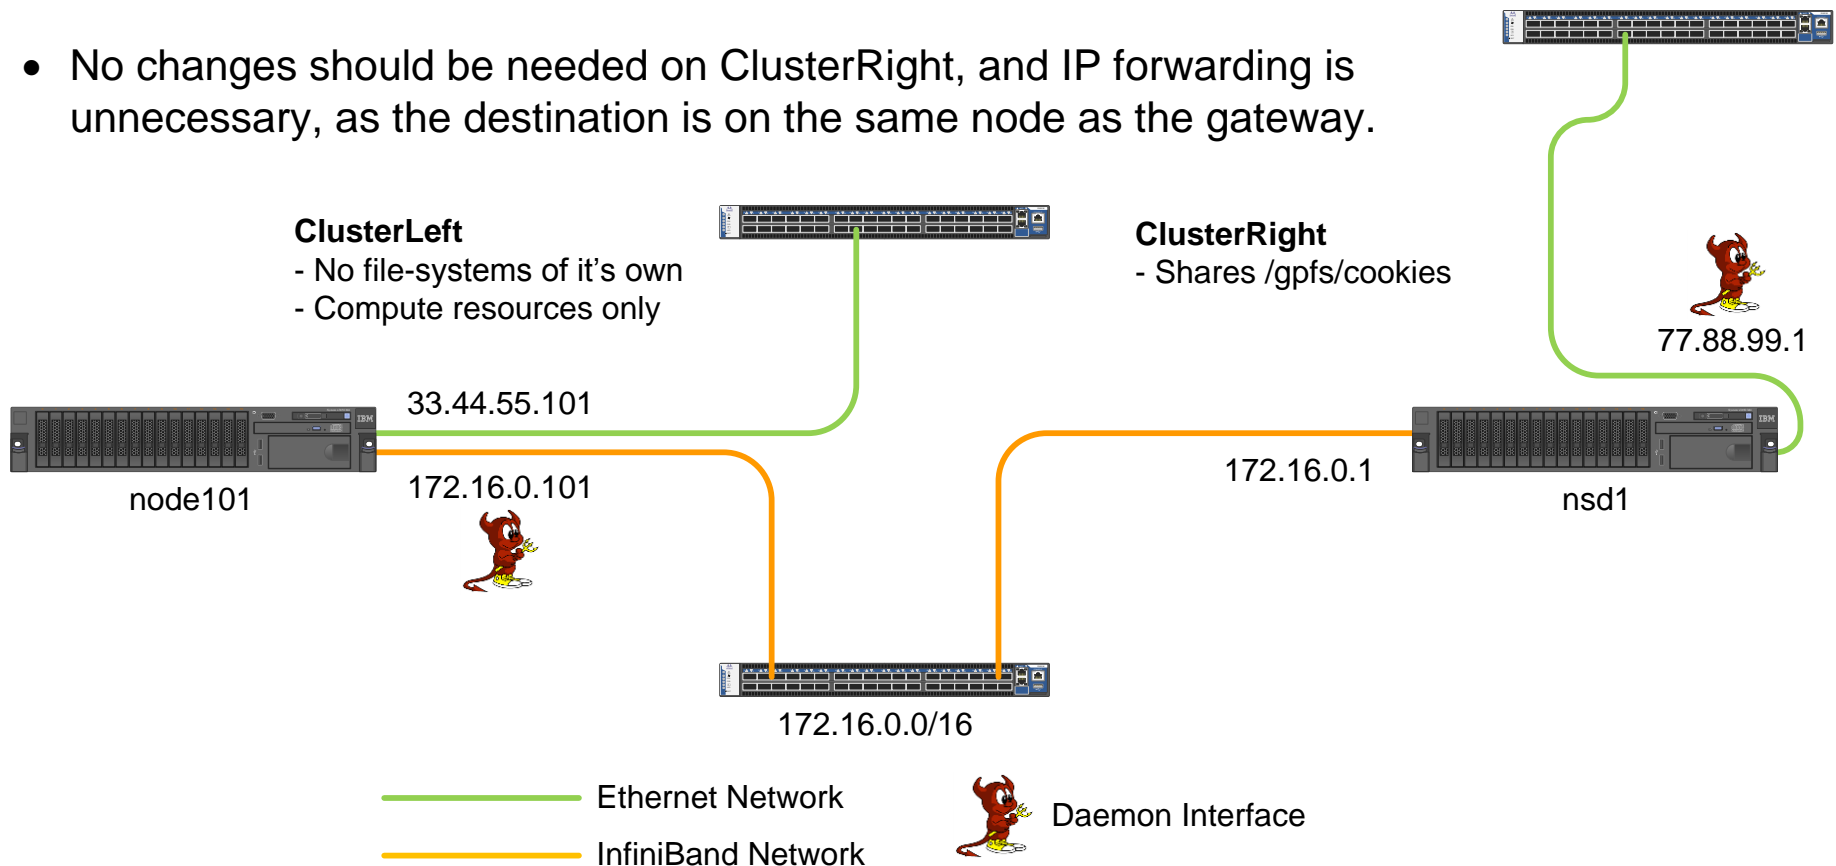 • No changes should be needed on ClusterRight, and IP forwarding is
unnecessary, as the destination is on the same node as the gateway.
ClusterLeft
- No file-systems of it’s own
- Compute resources only
ClusterRight
- Shares /gpfs/cookies
77.88.99.1
33.44.55.101
IBM
IBM
172.16.0.101
172.16.0.1
node101
nsd1
172.16.0.0/16
Ethernet Network
Daemon Interface
InfiniBand Network